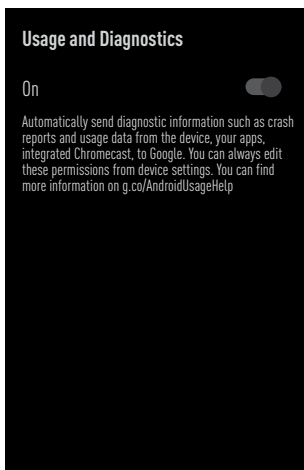 Usage and Diagnostics
On
Automatically send diagnostic information such as crash
reports and usage data from the device, your apps,
integrated Chromecast, to Google. You can always edit
these permissions from device settings. You can find
more information on g.co/AndroidUsageHelp